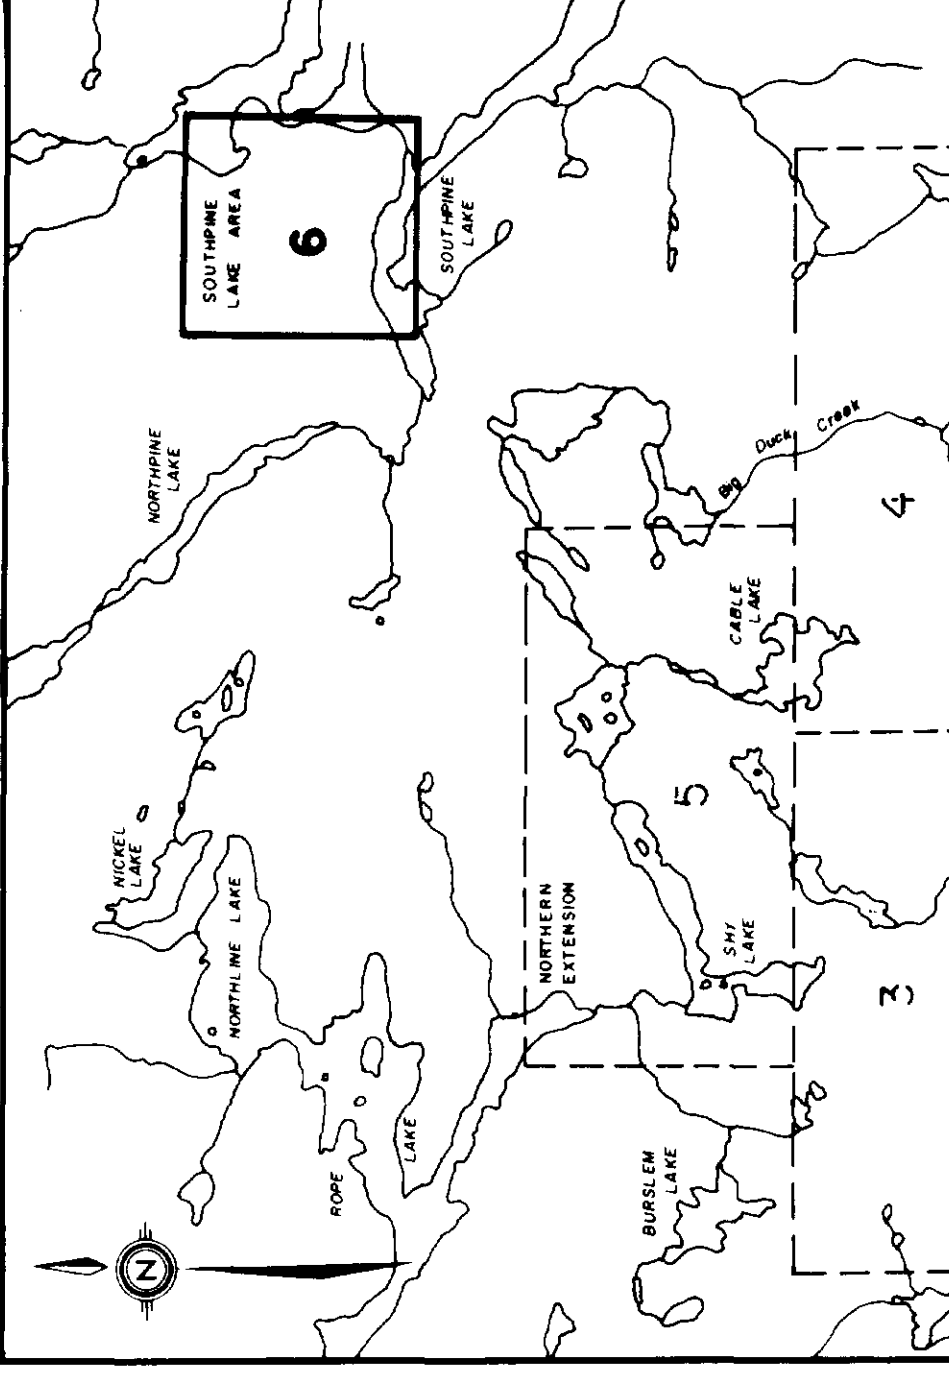 SOUTHPINE
LAKE AREA
6
SOUTHPINE
LAKE
NORTHPINE
LAKE
Big Duck Creek
4
CABLE
LAKE
NICKEL
LAKE
NORTHLINE LAKE
5
NORTHERN
EXTENSION
SHY
LAKE
3
ROPE
LAKE
BURSLEM
LAKE
N